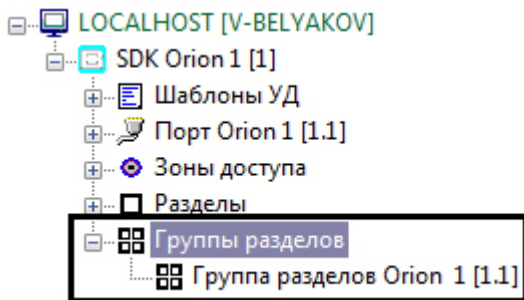 LOCALHOST [V-BELYAKOV]
SDK Orion 1 [1]
Шаблоны УД
Порт Orion 1 [1.1]
Зоны доступа
Разделы
Группы разделов
Группа разделов Orion 1 [1.1]